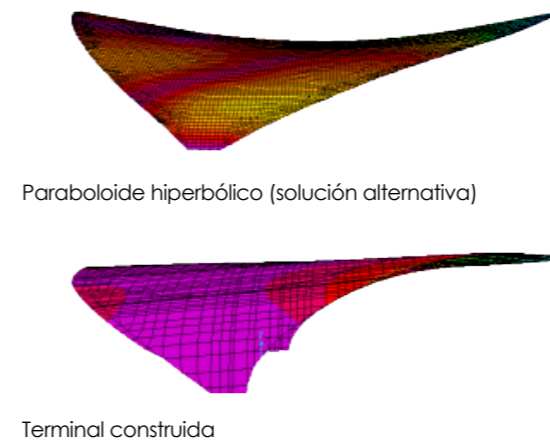 Paraboloide hiperbólico (solución alternativa)
Terminal construida